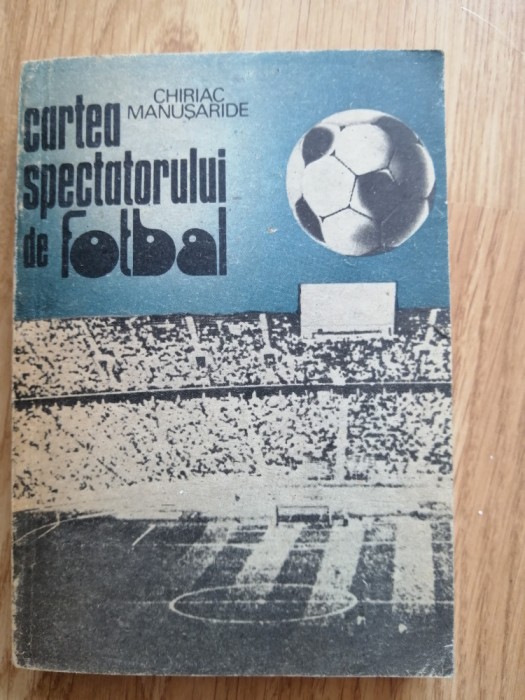 CHIRIAC
MANUȘARIDE
cartea
spectatorului
de fotbal